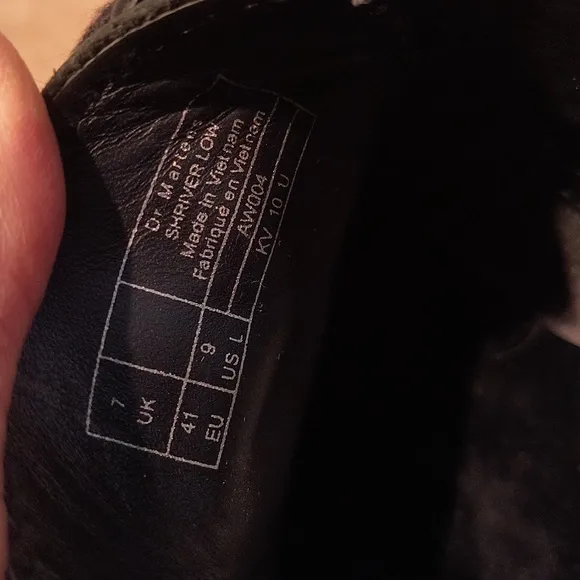 Dr Martens
SHRIVER LOW
Made in Vietnam
Fabriqué en Vietnam
AW004
KV 10 U
7
UK
9
US L
41
EU